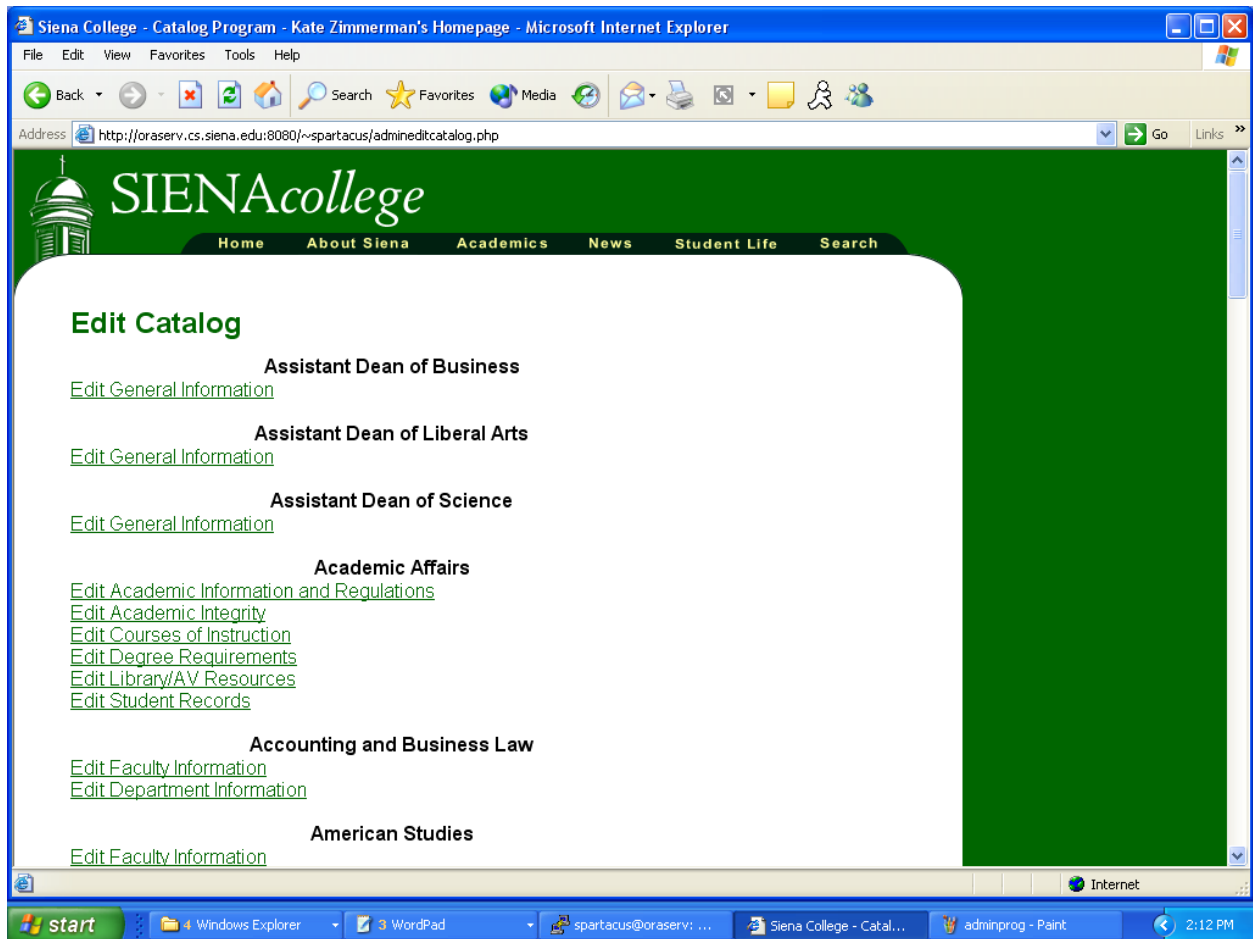 Siena College - Catalog Program - Kate Zimmerman's Homepage - Microsoft Internet Explorer
File Edit View Favorites Tools Help
Back Search Favorites Media
Address http://oraserv.cs.siena.edu:8080/~spartacus/admineditcatalog.php Go Links »
SIENAcollege
Home About Siena Academics News Student Life Search
Edit Catalog
Assistant Dean of Business
Edit General Information
Assistant Dean of Liberal Arts
Edit General Information
Assistant Dean of Science
Edit General Information
Academic Affairs
Edit Academic Information and Regulations
Edit Academic Integrity
Edit Courses of Instruction
Edit Degree Requirements
Edit Library/AV Resources
Edit Student Records
Accounting and Business Law
Edit Faculty Information
Edit Department Information
American Studies
Edit Faculty Information
Internet
start 4 Windows Explorer 3 WordPad spartacus@oraserv: ... Siena College - Catal... adminprog - Paint 2:12 PM